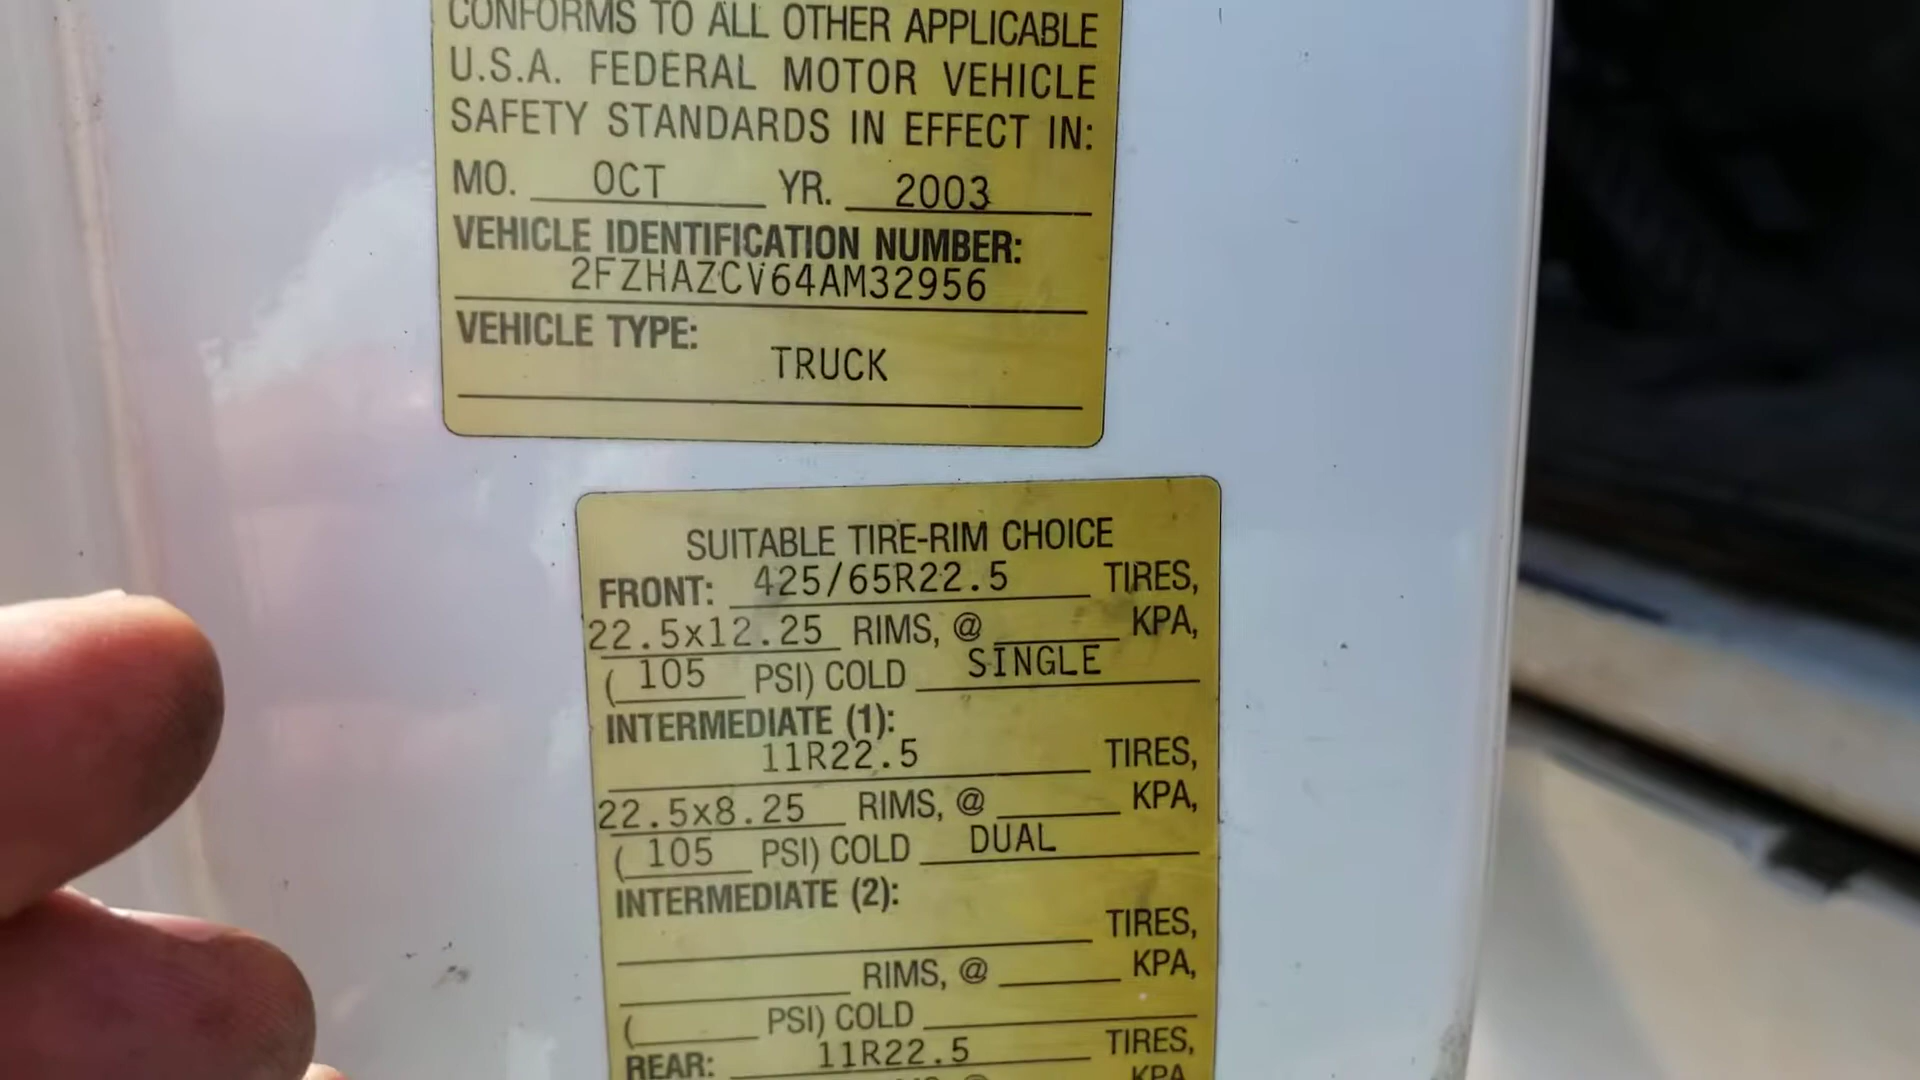 CONFORMS TO ALL OTHER APPLICABLE
U.S.A. FEDERAL MOTOR VEHICLE
SAFETY STANDARDS IN EFFECT IN:
MO. OCT YR. 2003
VEHICLE IDENTIFICATION NUMBER:
2FZHAZCV64AM32956
VEHICLE TYPE:
TRUCK
SUITABLE TIRE-RIM CHOICE
FRONT: 425/65R22.5 TIRES,
22.5x12.25 RIMS, @ KPA,
( 105 PSI) COLD SINGLE
INTERMEDIATE (1):
11R22.5 TIRES,
22.5x8.25 RIMS, @ KPA,
( 105 PSI) COLD DUAL
INTERMEDIATE (2):
TIRES,
RIMS, @ KPA,
( PSI) COLD
REAR: 11R22.5 TIRES,
KPA